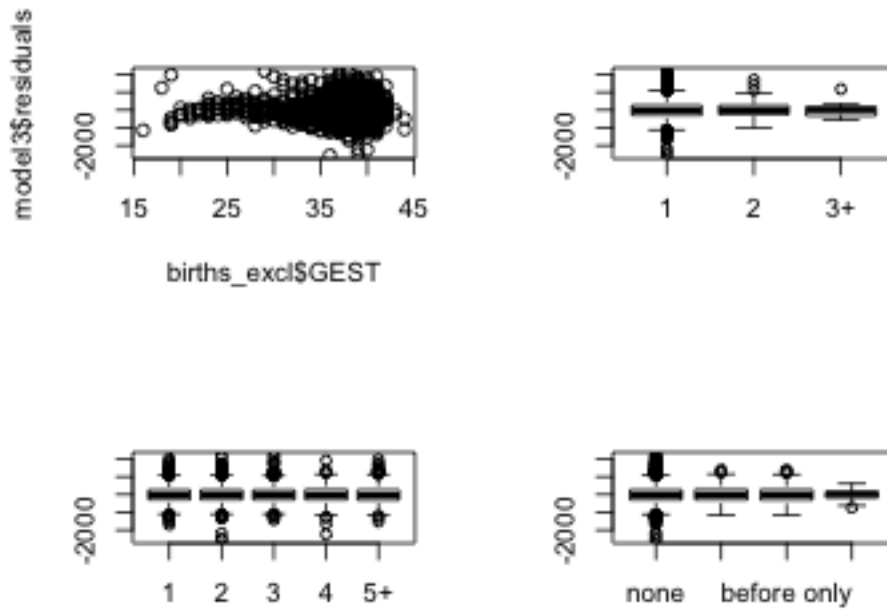 model3$residuals
-2000
15 25 35 45
births_excl$GEST
-2000
1 2 3+
-2000
1 2 3 4 5+
-2000
none before only